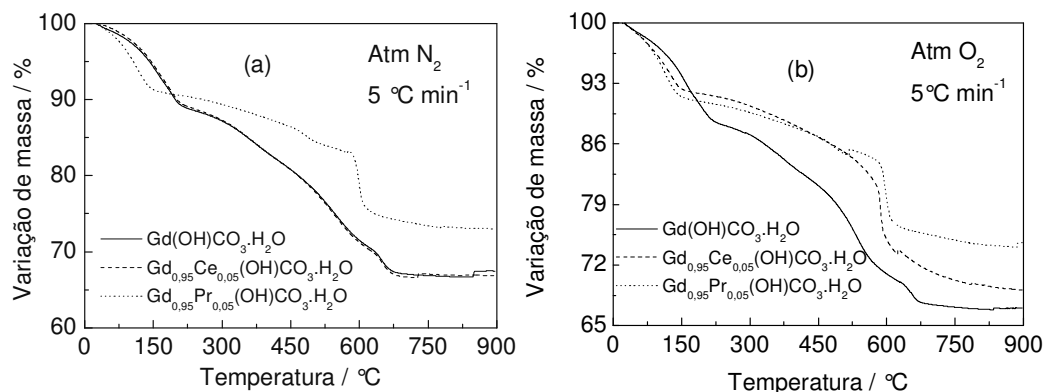 100
90
80
70
60
0 150 300 450 600 750 900
Variação de massa / %
Temperatura / °C
(a)
Atm N₂
5 °C min⁻¹
Gd(OH)CO₃.H₂O
Gd₀,₉₅Ce₀,₀₅(OH)CO₃.H₂O
Gd₀,₉₅Pr₀,₀₅(OH)CO₃.H₂O
100
93
86
79
72
65
0 150 300 450 600 750 900
Variação de massa / %
Temperatura / °C
(b)
Atm O₂
5°C min⁻¹
Gd(OH)CO₃.H₂O
Gd₀,₉₅Ce₀,₀₅(OH)CO₃.H₂O
Gd₀,₉₅Pr₀,₀₅(OH)CO₃.H₂O